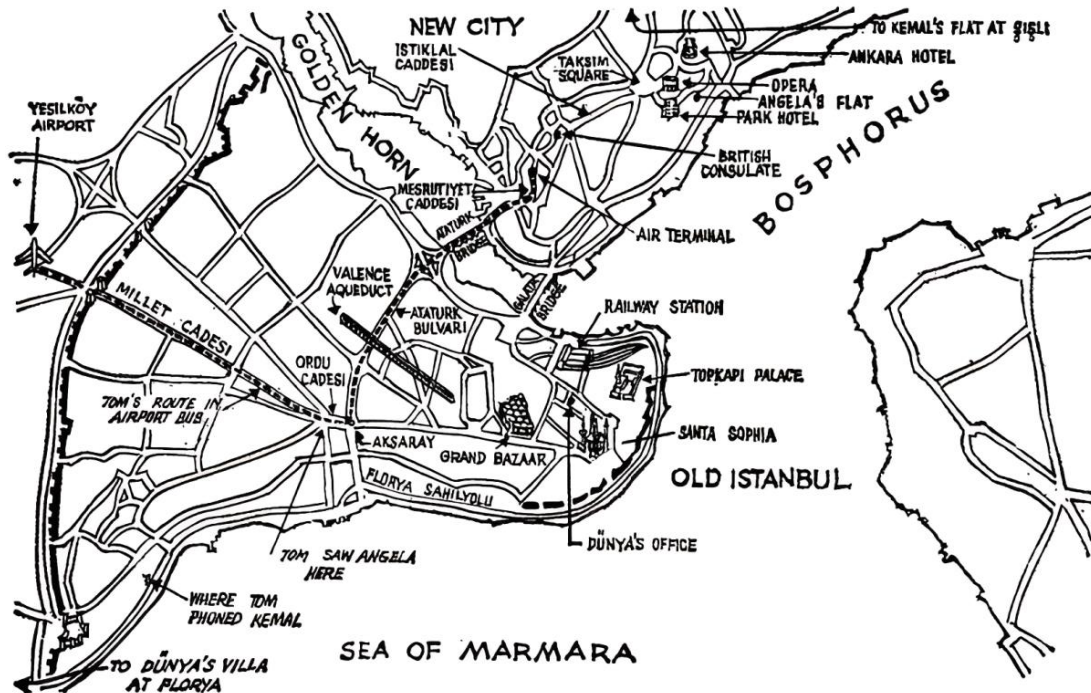 NEW CITY
ISTIKLAL
CADDESI
TAKSIM
SQUARE
TO KEMAL'S FLAT AT ŞIŞLI
ANKARA HOTEL
OPERA
ANGELA'S FLAT
PARK HOTEL
BRITISH
CONSULATE
GOLDEN
HORN
BOSPHORUS
YESILKÖY
AIRPORT
MESRUTIYET
CADDESI
AIR TERMINAL
ATATURK
BRIDGE
VALENCE
AQUEDUCT
ATATURK
BULVARI
GALATA
BRIDGE
RAILWAY STATION
TOPKAPI PALACE
SANTA SOPHIA
MILLET CADESI
ORDU
CADESI
TOM'S ROUTE IN
AIRPORT BUS
AKSARAY
GRAND BAZAAR
FLORYA SAHILYOLU
OLD ISTANBUL
DÜNYA'S OFFICE
TOM SAW ANGELA
HERE
WHERE TOM
PHONED KEMAL
SEA OF MARMARA
TO DÜNYA'S VILLA
AT FLORYA